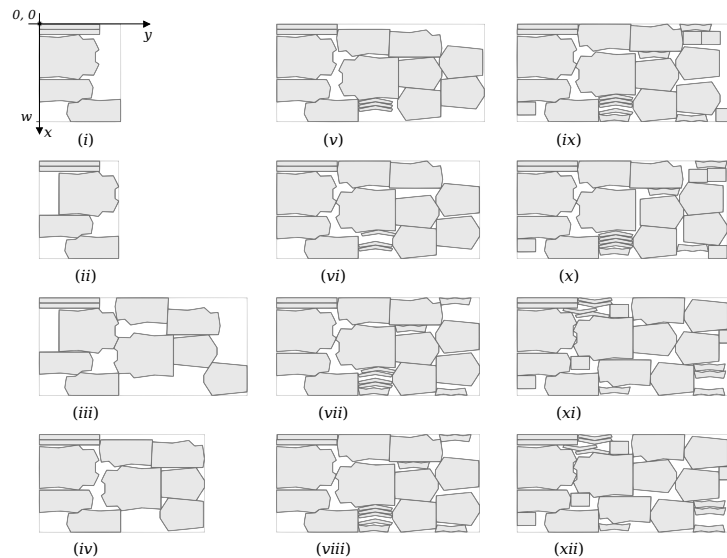 0, 0
y
w
x
(i)
(v)
(ix)
(ii)
(vi)
(x)
(iii)
(vii)
(xi)
(iv)
(viii)
(xii)